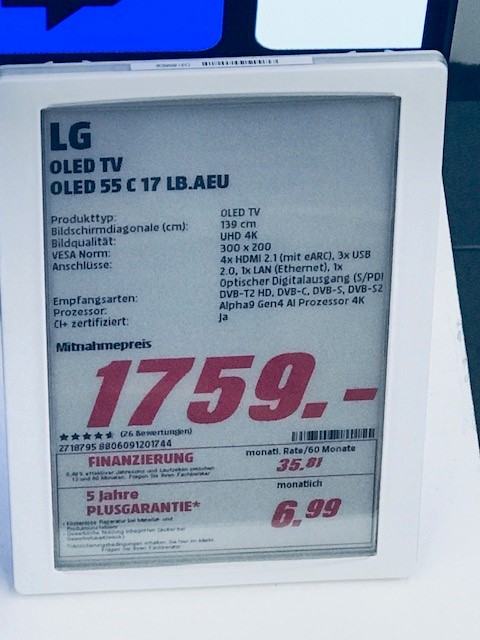 LG
OLED TV
OLED 55 C 17 LB.AEU
Produkttyp: OLED TV
Bildschirmdiagonale (cm): 139 cm
Bildqualität: UHD 4K
VESA Norm: 300 x 200
Anschlüsse: 4x HDMI 2.1 (mit eARC), 3x USB
2.0, 1x LAN (Ethernet), 1x
Optischer Digitalausgang (S/PDI
Empfangsarten: DVB-T2 HD, DVB-C, DVB-S, DVB-S2
Prozessor: Alpha9 Gen4 AI Prozessor 4K
CI+ zertifiziert: Ja
Mitnahmepreis
1759.-
(26 Bewertungen)
2718795 8806091201744
FINANZIERUNG
monatl. Rate/60 Monate
35.81
5 Jahre
PLUSGARANTIE*
monatlich
6.99